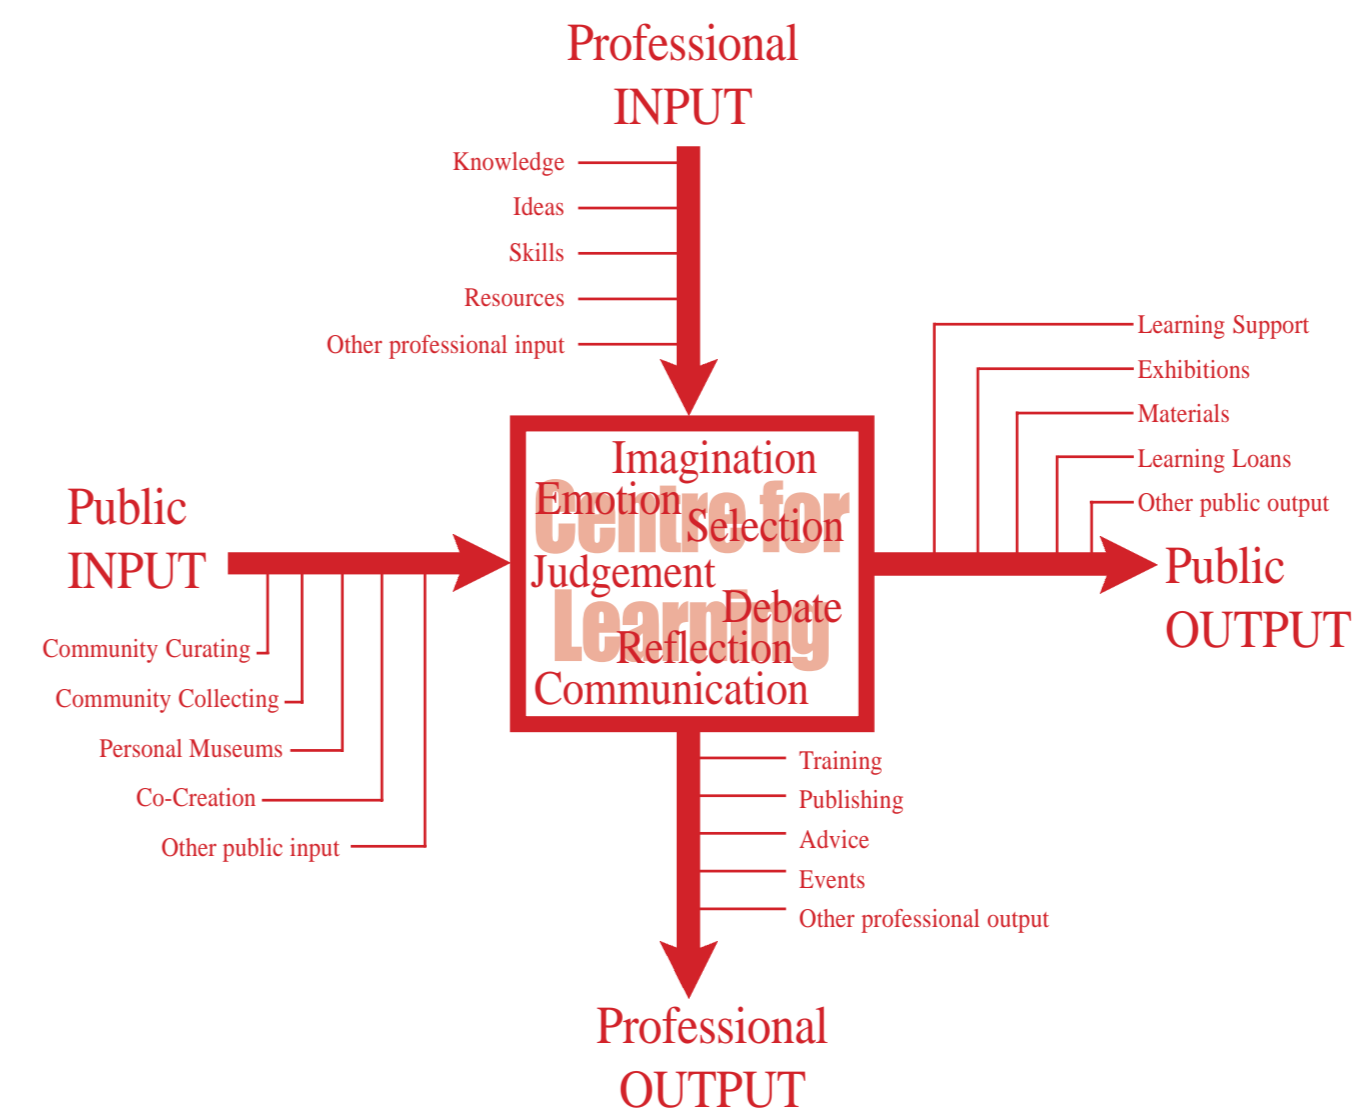 Professional
INPUT
Knowledge
Ideas
Skills
Resources
Other professional input
Learning Support
Exhibitions
Materials
Learning Loans
Other public output
Public
INPUT
Community Curating
Community Collecting
Personal Museums
Co-Creation
Other public input
Centre for
Learning
Imagination
Emotion
Selection
Judgement
Debate
Reflection
Communication
Public
OUTPUT
Training
Publishing
Advice
Events
Other professional output
Professional
OUTPUT